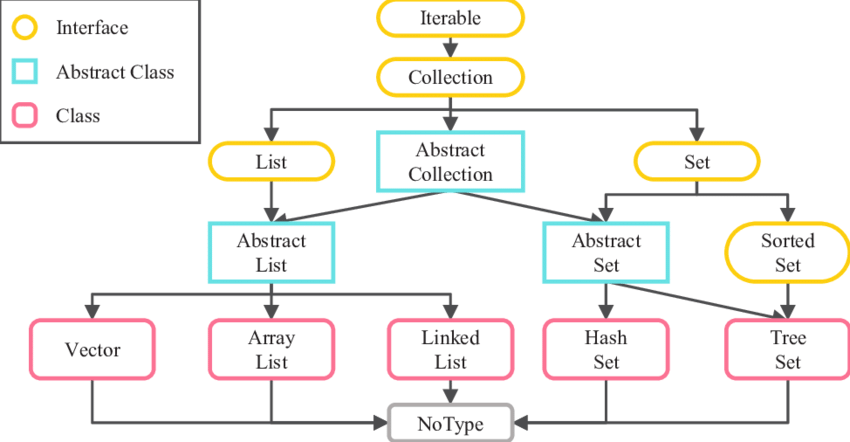 Interface
Abstract Class
Class
Iterable
Collection
List
Abstract
Collection
Set
Abstract
List
Abstract
Set
Sorted
Set
Vector
Array
List
Linked
List
Hash
Set
Tree
Set
NoType